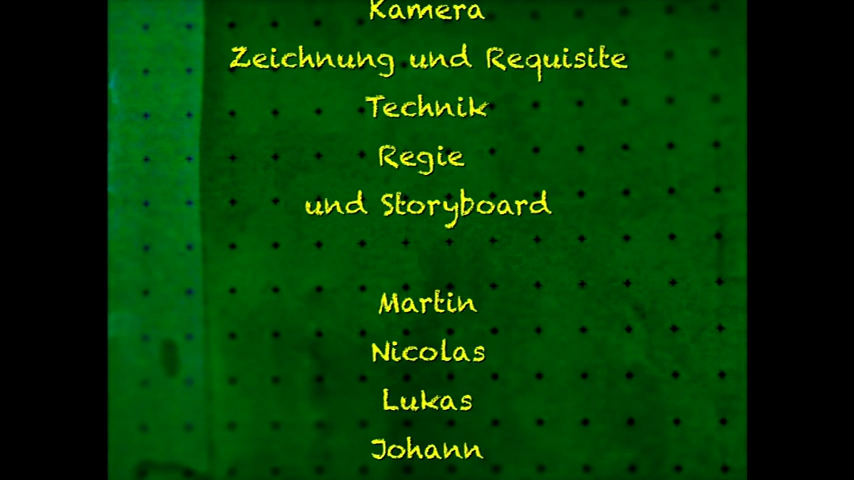 Kamera
Zeichnung und Requisite
Technik
Regie
und Storyboard
Martin
Nicolas
Lukas
Johann